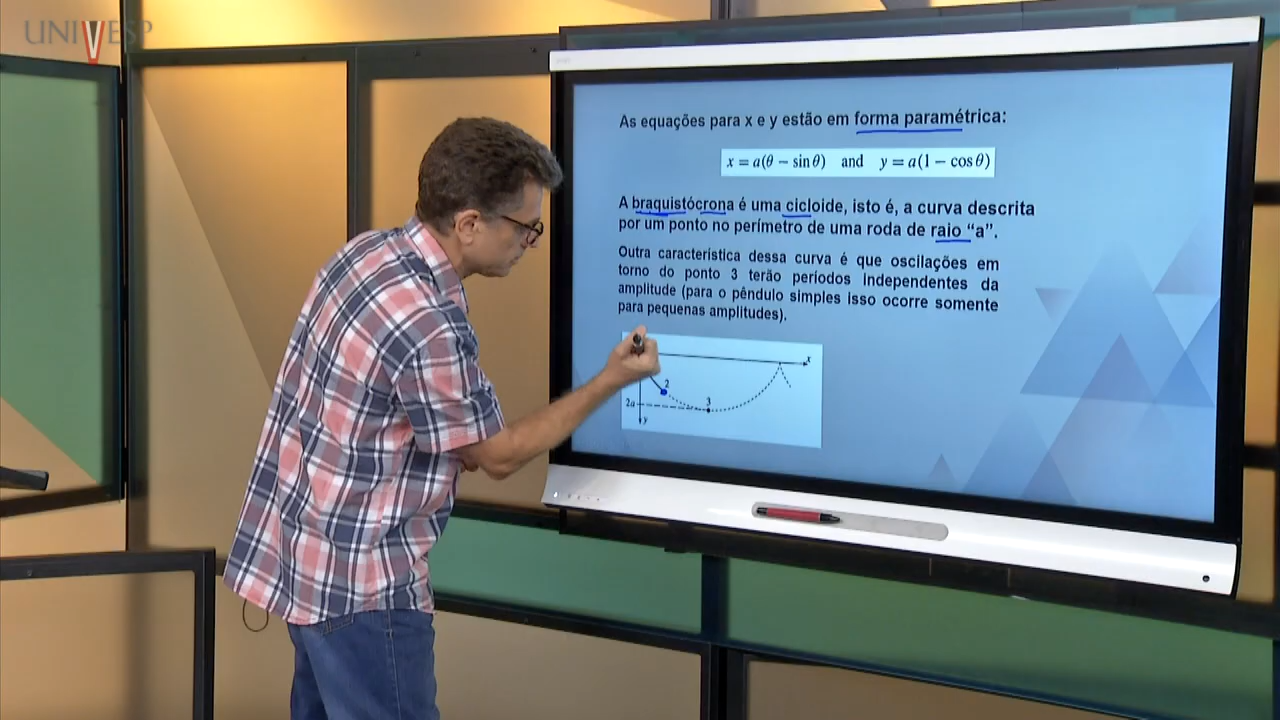 UNIVESP
As equações para x e y estão em forma paramétrica:
x = a(θ − sin θ) and y = a(1 − cos θ)
A braquistócrona é uma cicloide, isto é, a curva descrita
por um ponto no perímetro de uma roda de raio “a”.
Outra característica dessa curva é que oscilações em
torno do ponto 3 terão períodos independentes da
amplitude (para o pêndulo simples isso ocorre somente
para pequenas amplitudes).
x
2
2a
3
y